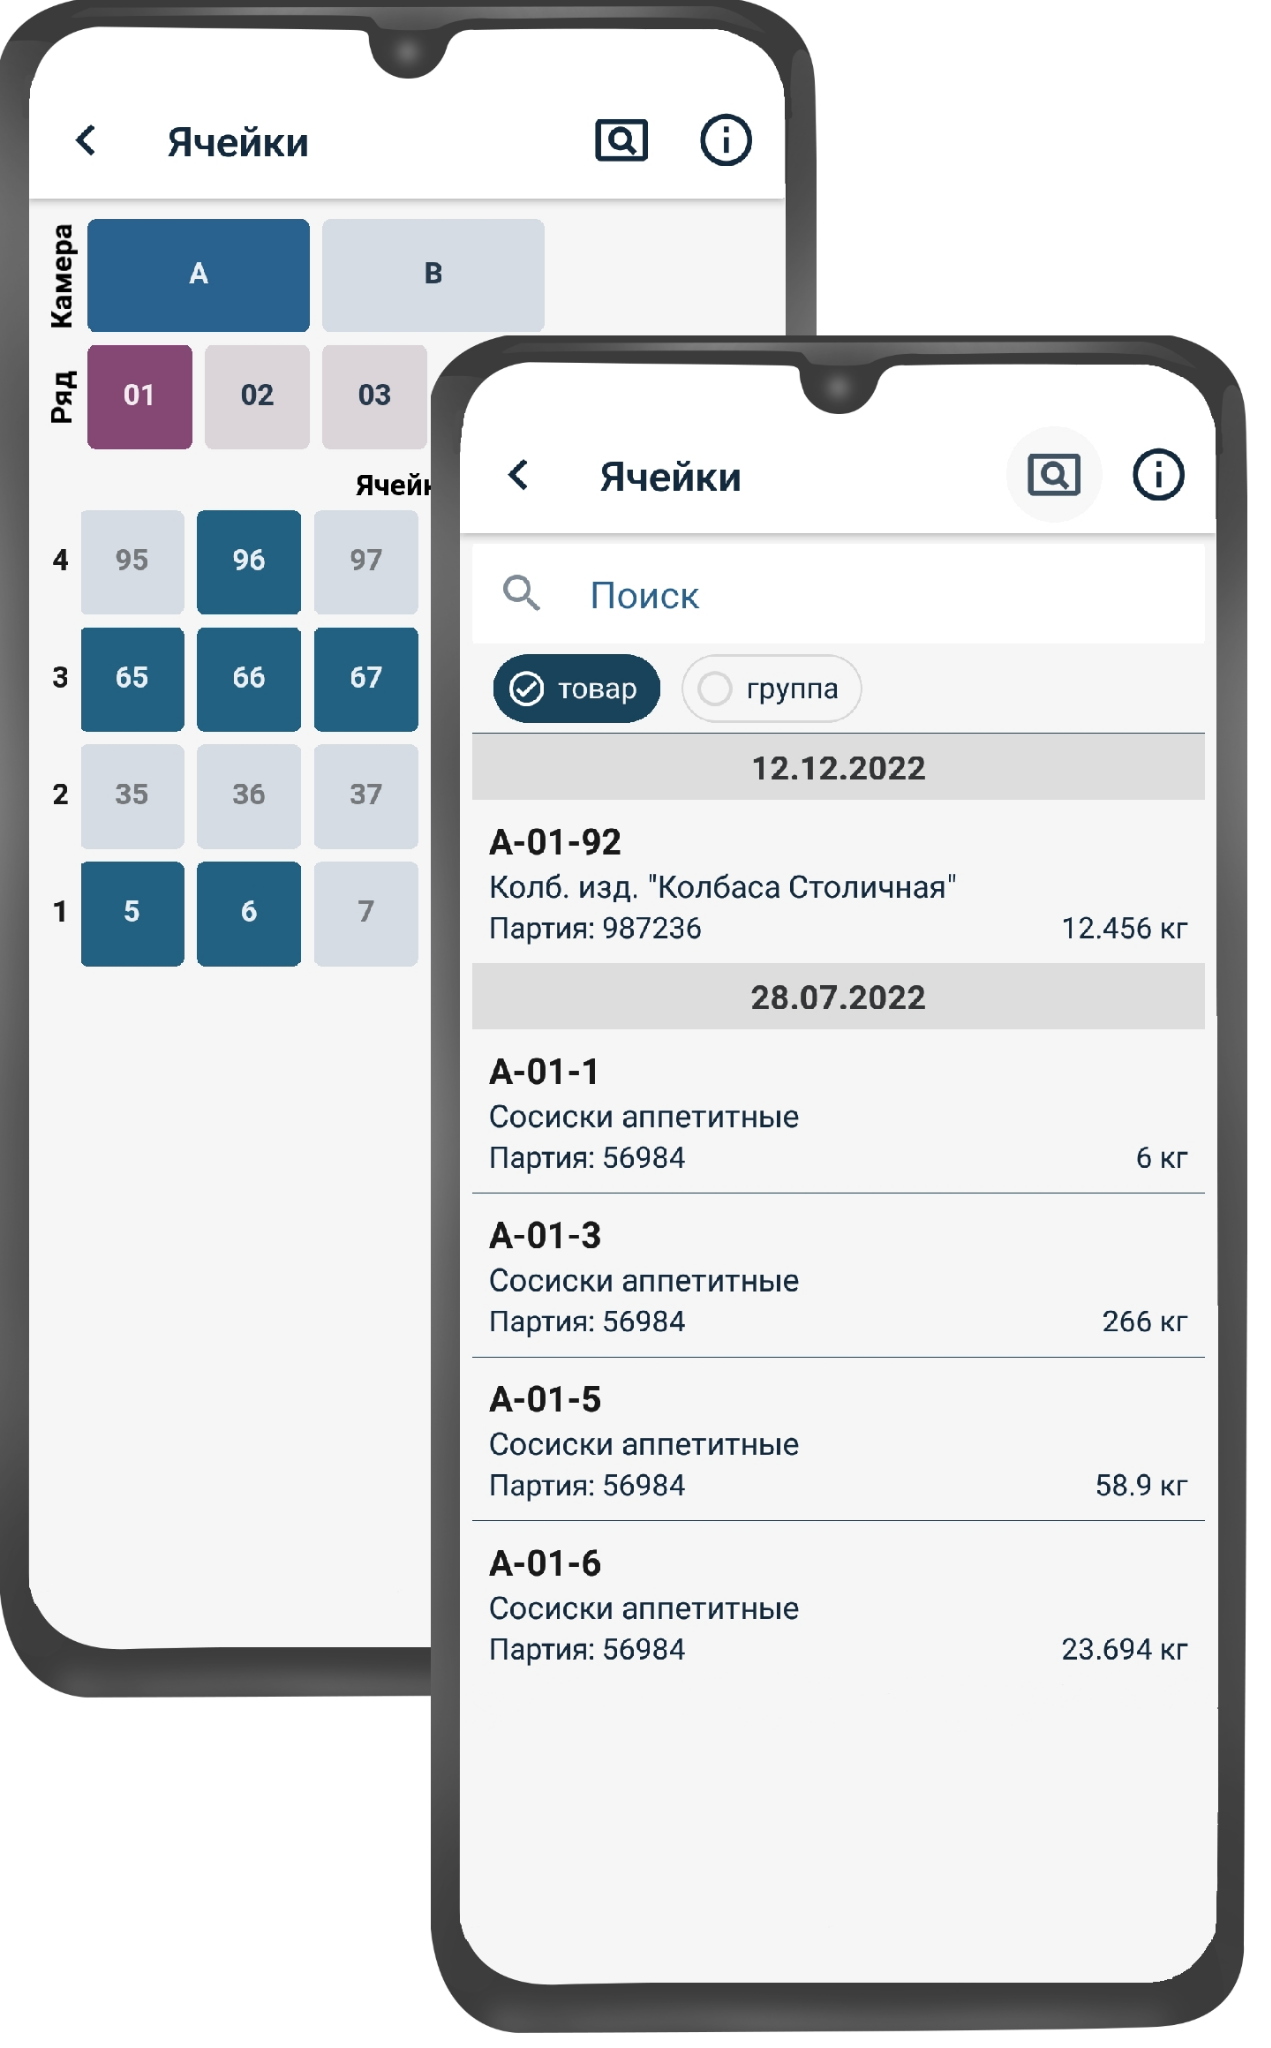 Ячейки
Камера
A
B
Ряд
01
02
03
4
95
96
97
3
65
66
67
2
35
36
37
1
5
6
7
Ячейки
Поиск
товар
группа
12.12.2022
A-01-92
Колб. изд. "Колбаса Столичная"
Партия: 987236
12.456 кг
28.07.2022
A-01-1
Сосиски аппетитные
Партия: 56984
6 кг
A-01-3
Сосиски аппетитные
Партия: 56984
266 кг
A-01-5
Сосиски аппетитные
Партия: 56984
58.9 кг
A-01-6
Сосиски аппетитные
Партия: 56984
23.694 кг